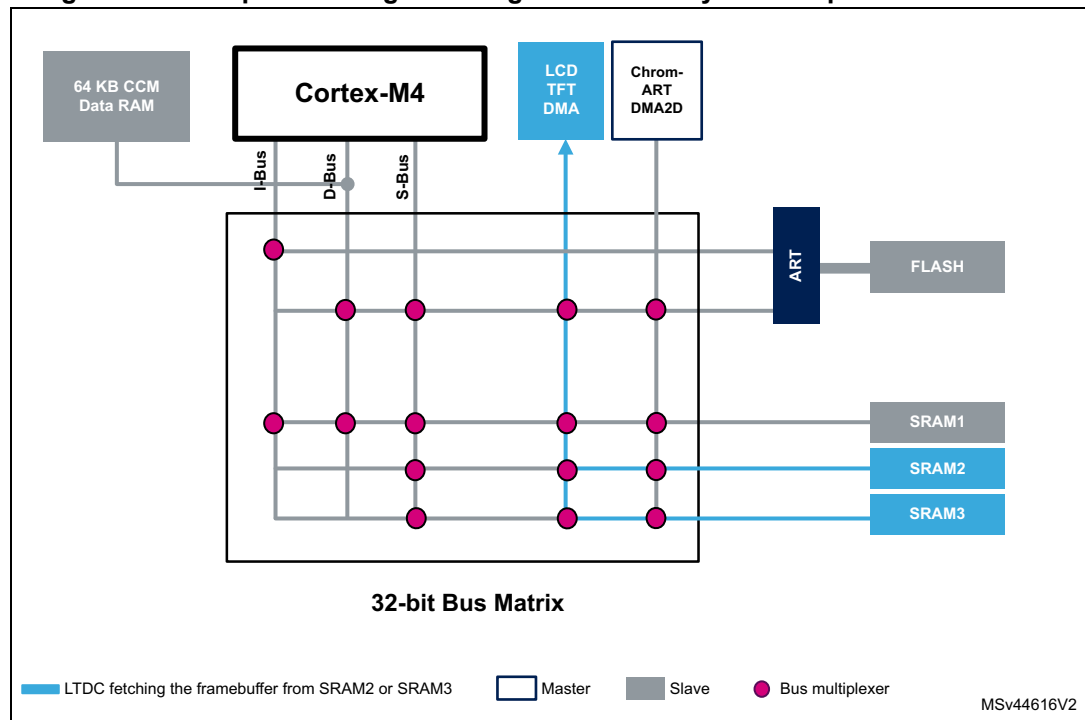 64 KB CCM
Data RAM
Cortex-M4
LCD
TFT
DMA
Chrom-
ART
DMA2D
I-Bus
D-Bus
S-Bus
ART
FLASH
SRAM1
SRAM2
SRAM3
32-bit Bus Matrix
LTDC fetching the framebuffer from SRAM2 or SRAM3
Master
Slave
Bus multiplexer
MSv44616V2